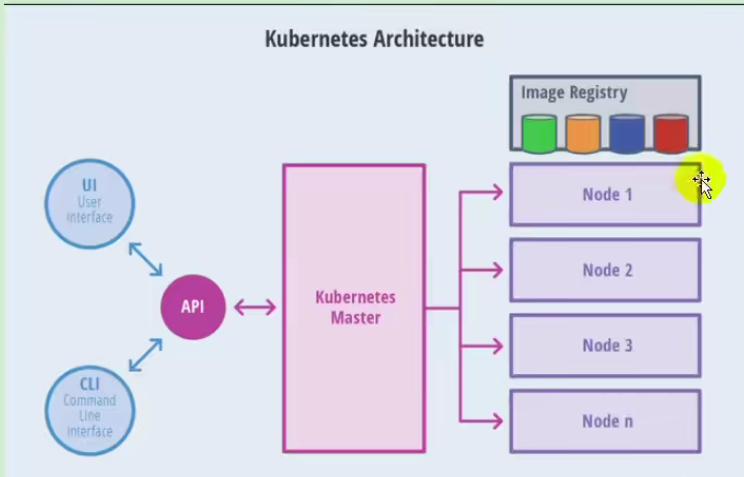 Kubernetes Architecture
Image Registry
UI
User
Interface
Node 1
Node 2
API
Kubernetes
Master
Node 3
CLI
Command
Line
Interface
Node n